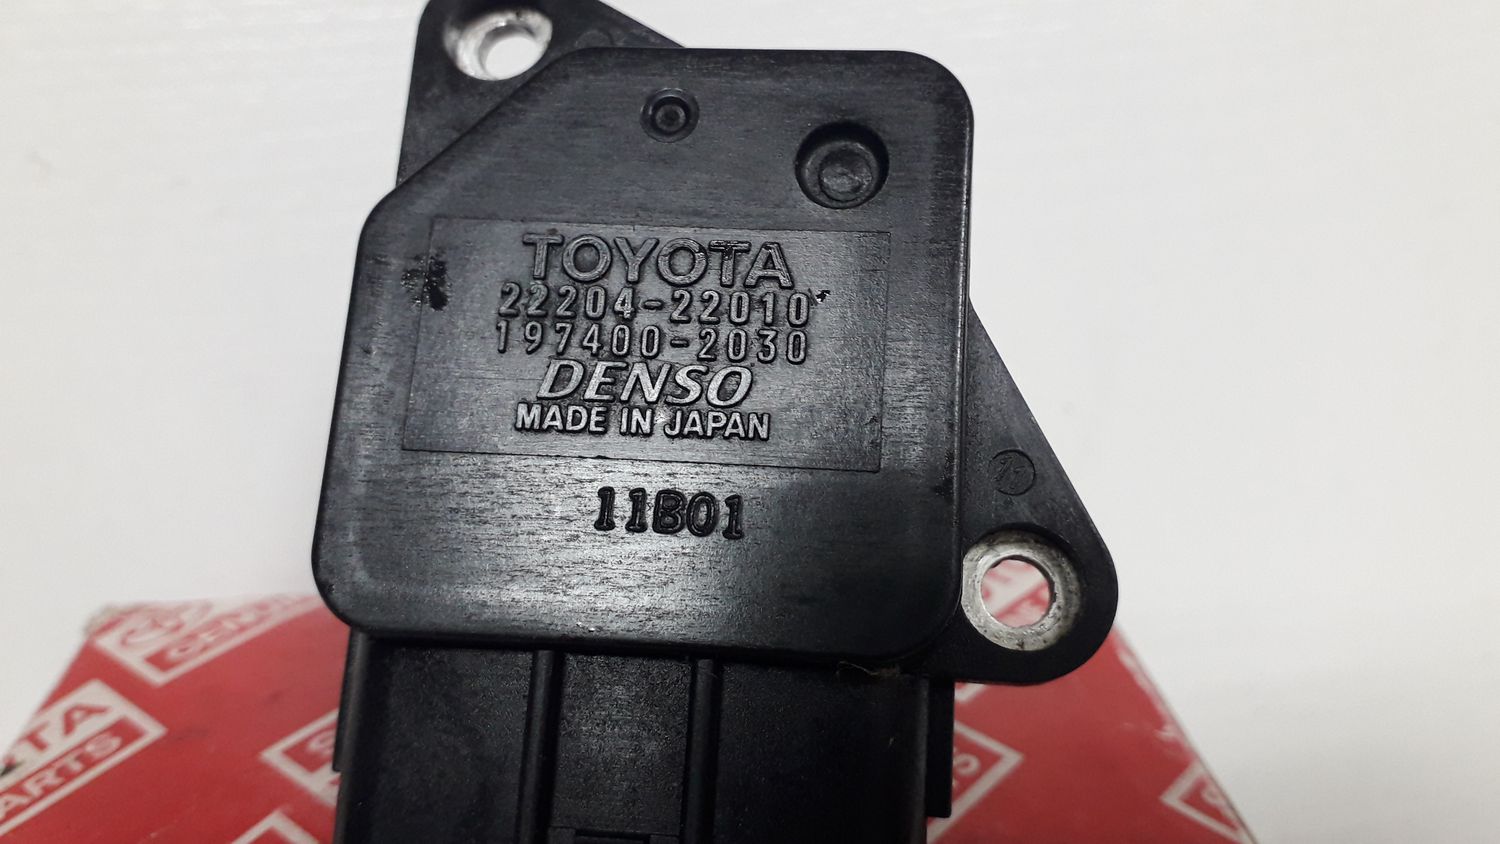 TOYOTA
22204-22010
197400-2030
DENSO
MADE IN JAPAN
11B01